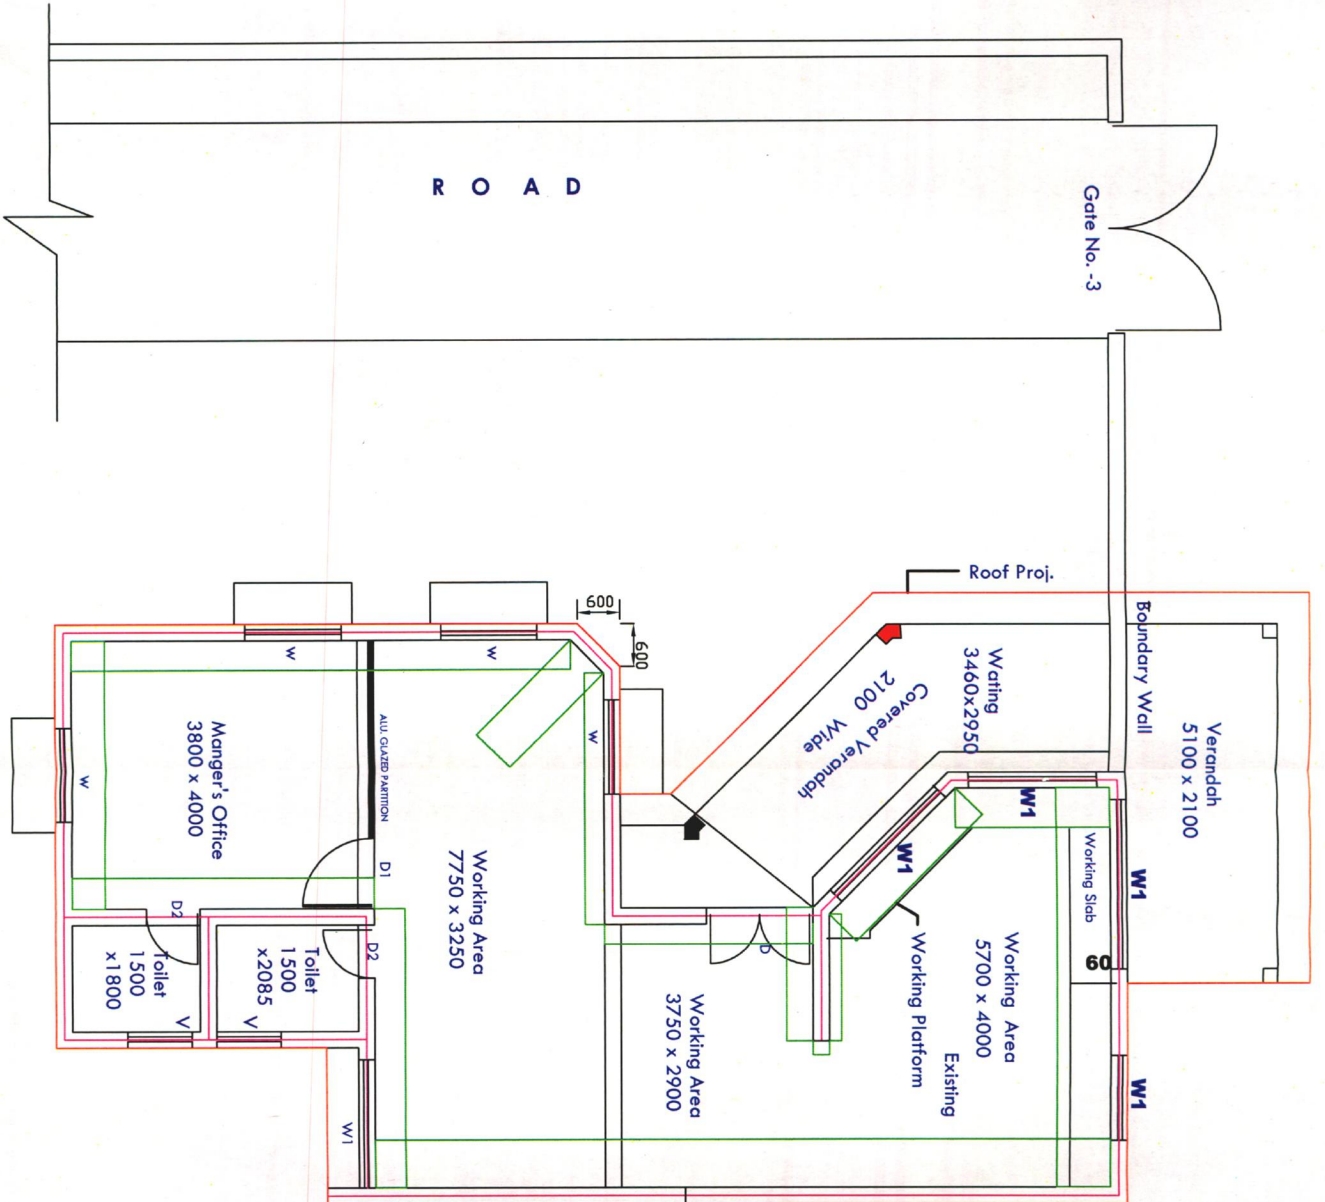 R O A D
Gate No. -3
Roof Proj.
Boundary Wall
Verandah
5100 x 2100
Wating
3460x2950
Covered Verandah
2100 Wide
600
600
W
W
W
W
ALU. GLAZED PARTITION
Manger's Office
3800 x 4000
D1
D2
D2
Toilet
1500
x1800
Toilet
1500
x2085
V
V
Working Area
7750 x 3250
Working Area
3750 x 2900
D
Working Platform
Existing
Working Area
5700 x 4000
Working Slab
60
W1
W1
W1
W1
W1